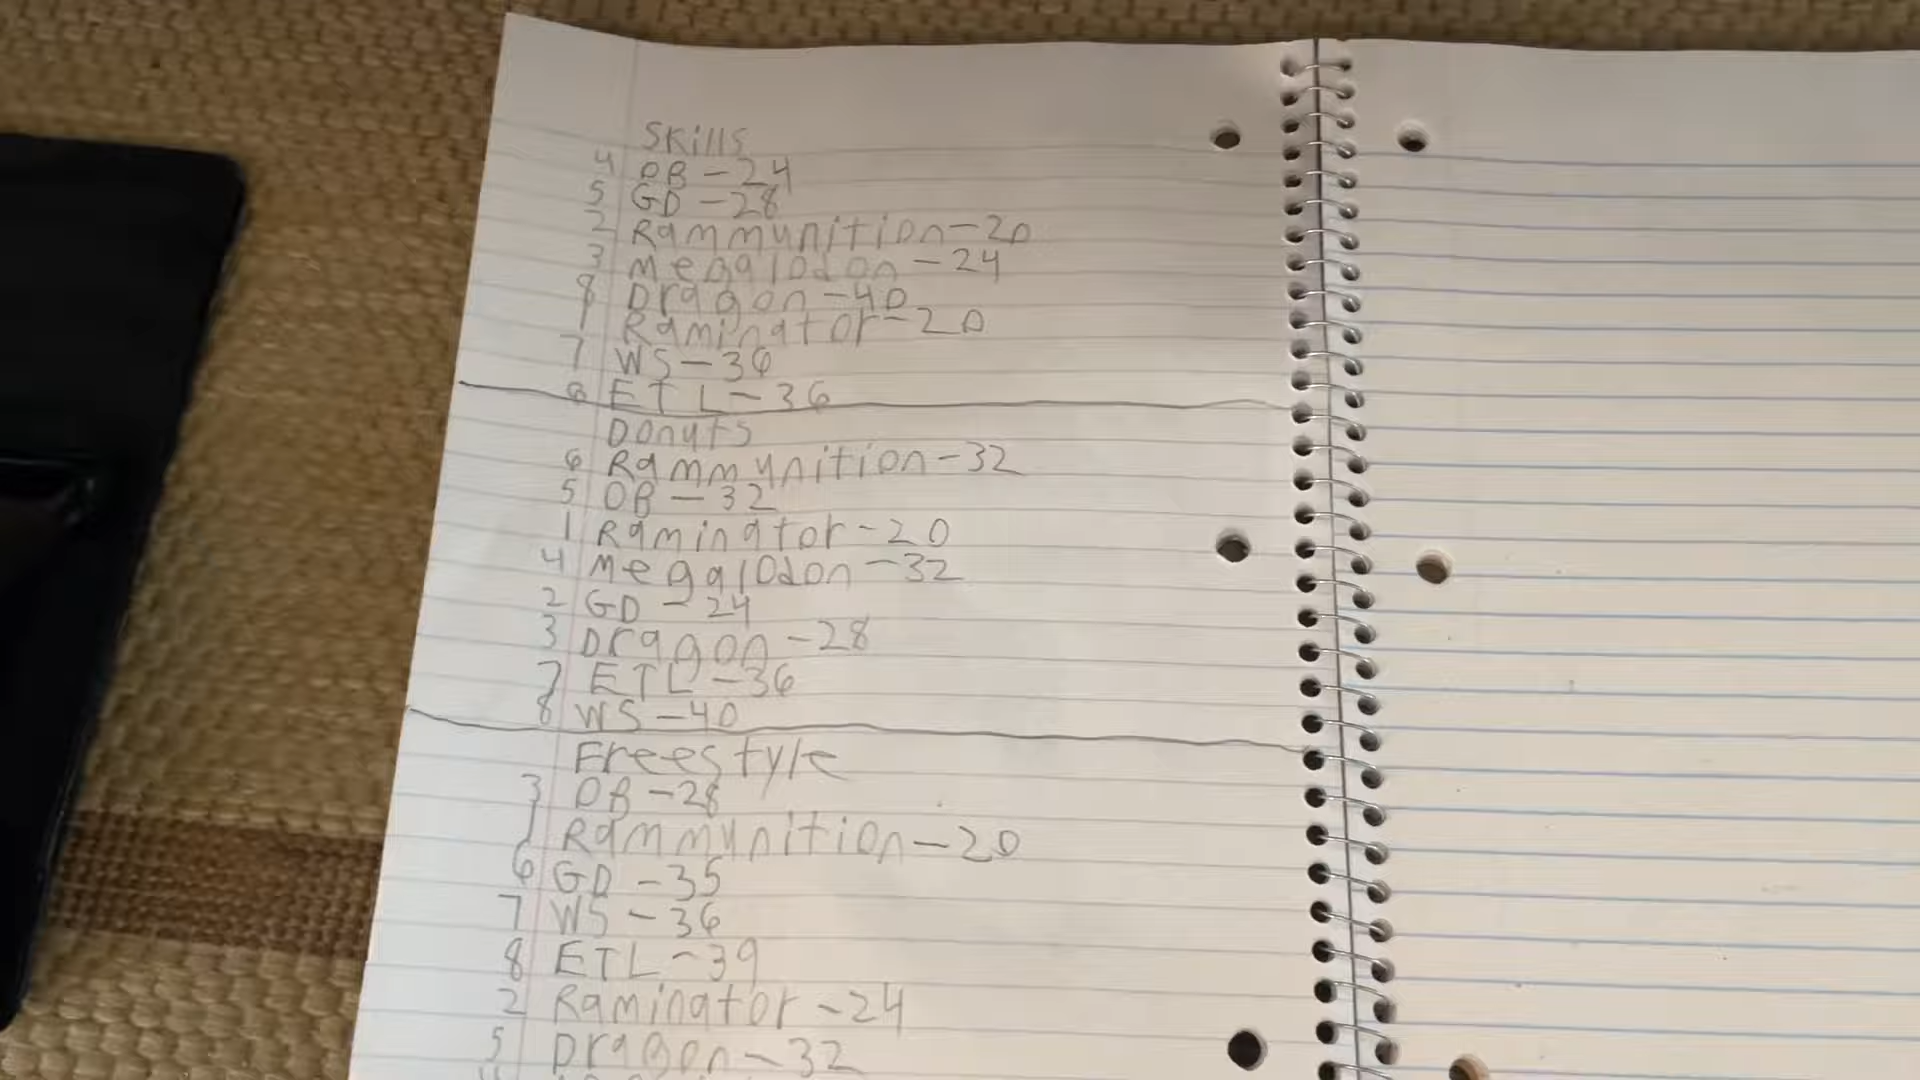 Skills
4 OB - 24
5 GD - 28
2 Rammunition - 20
3 Megalodon - 24
8 Dragon - 40
1 Raminator - 20
7 WS - 36
6 ETL - 36
Donuts
6 Rammunition - 32
5 OB - 32
1 Raminator - 20
4 Megalodon - 32
2 GD - 24
3 Dragon - 28
7 ETL - 36
8 WS - 40
Freestyle
3 OB - 28
1 Rammunition - 20
6 GD - 35
7 WS - 36
8 ETL - 39
2 Raminator - 24
5 Dragon - 32